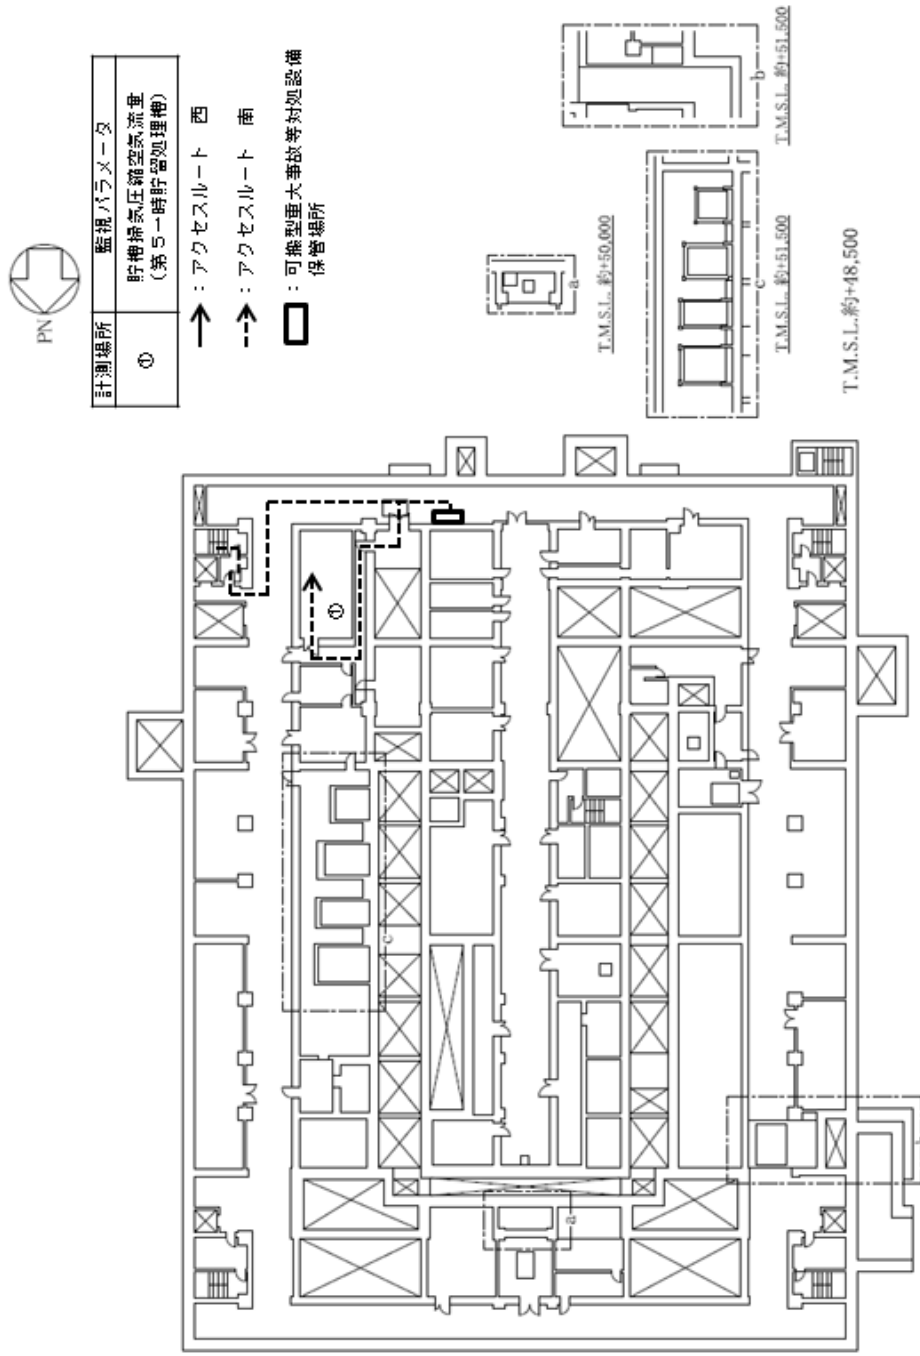 PN
計測場所 監視パラメータ
① 貯槽掃気圧縮空気流量
(第5一時貯留処理槽)
：アクセスルート 西
：アクセスルート 南
：可搬型重大事故等対処設備
保管場所
a
T.M.S.L. 約+50,000
b
T.M.S.L. 約+51,500
c
T.M.S.L. 約+51,500
T.M.S.L.約+48,500
①
c
a